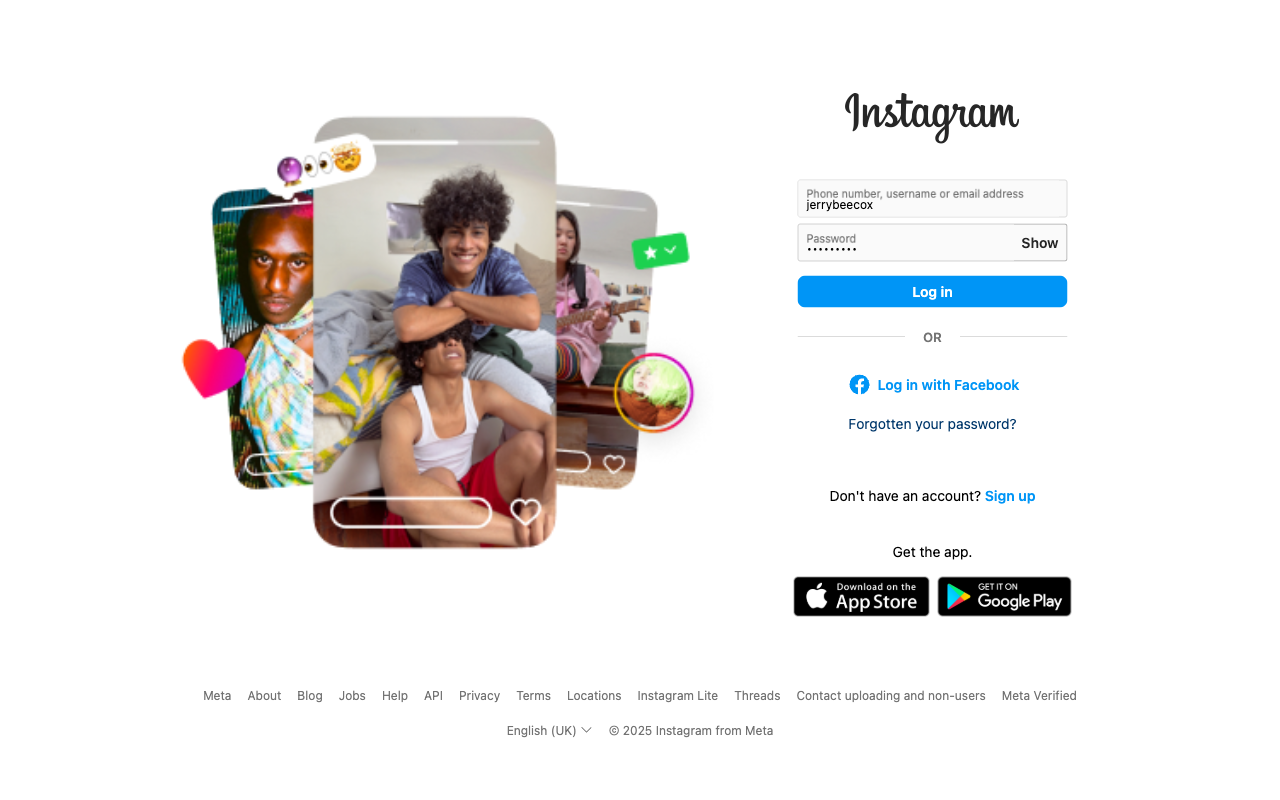 Instagram
Phone number, username or email address
jerrybeecox
Password
•••••••••
Show
Log in
OR
Log in with Facebook
Forgotten your password?
Don't have an account? Sign up
Get the app.
Download on the App Store
GET IT ON Google Play
Meta About Blog Jobs Help API Privacy Terms Locations Instagram Lite Threads Contact uploading and non-users Meta Verified
English (UK) © 2025 Instagram from Meta